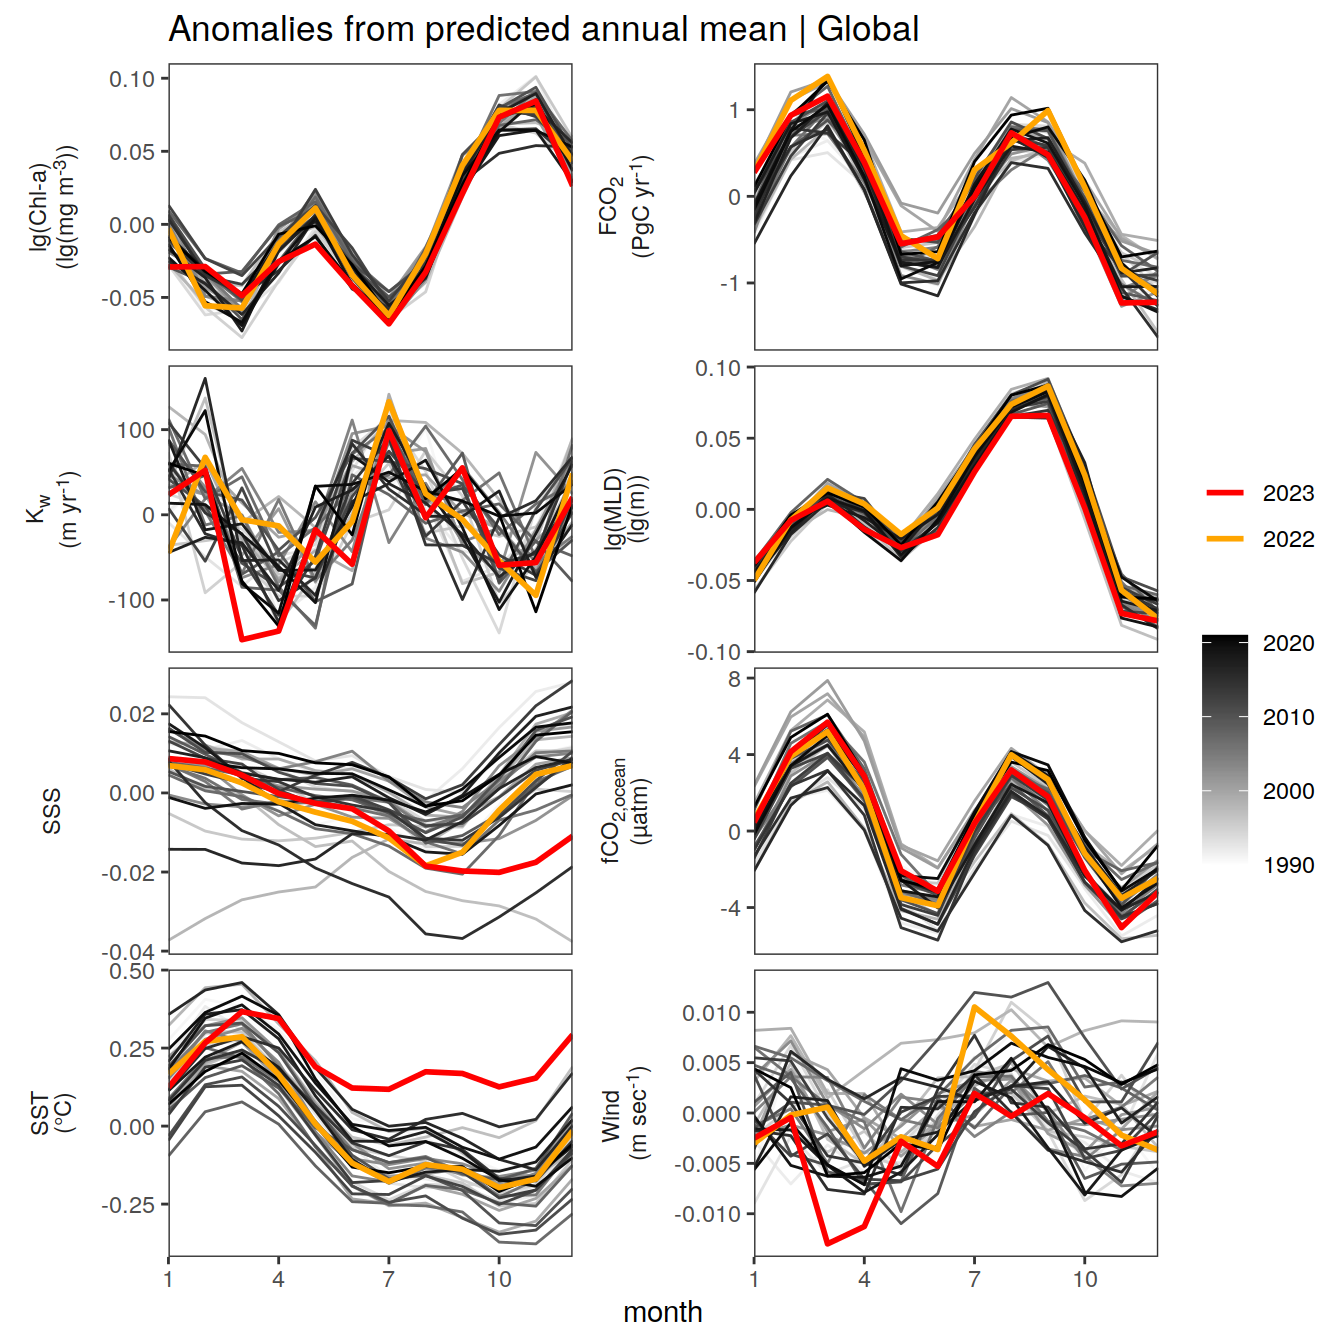 Anomalies from predicted annual mean | Global
lg(Chl-a)
(lg(mg m⁻³))
0.10
0.05
0.00
-0.05
FCO₂
(PgC yr⁻¹)
1
0
-1
K_w
(m yr⁻¹)
100
0
-100
lg(MLD)
(lg(m))
0.10
0.05
0.00
-0.05
-0.10
SSS
0.02
0.00
-0.02
-0.04
fCO₂,ocean
(µatm)
8
4
0
-4
SST
(°C)
0.50
0.25
0.00
-0.25
Wind
(m sec⁻¹)
0.010
0.005
0.000
-0.005
-0.010
1 4 7 10
1 4 7 10
month
2023
2022
2020
2010
2000
1990